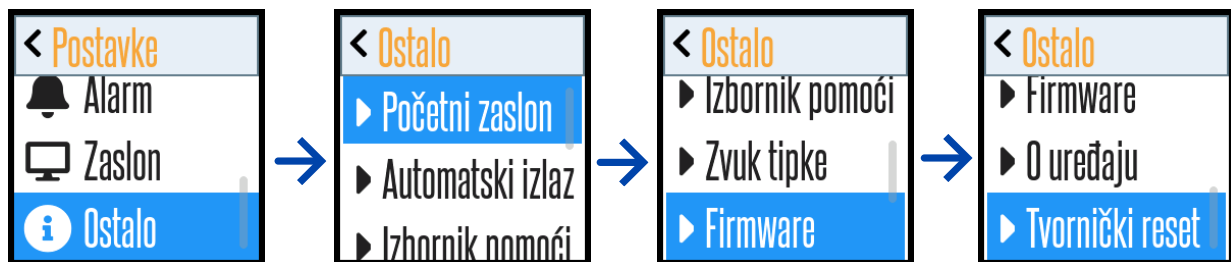 Postavke
Alarm
Zaslon
Ostalo
Ostalo
Početni zaslon
Automatski izlaz
Izbornik pomoći
Ostalo
Izbornik pomoći
Zvuk tipke
Firmware
Ostalo
Firmware
O uređaju
Tvornički reset